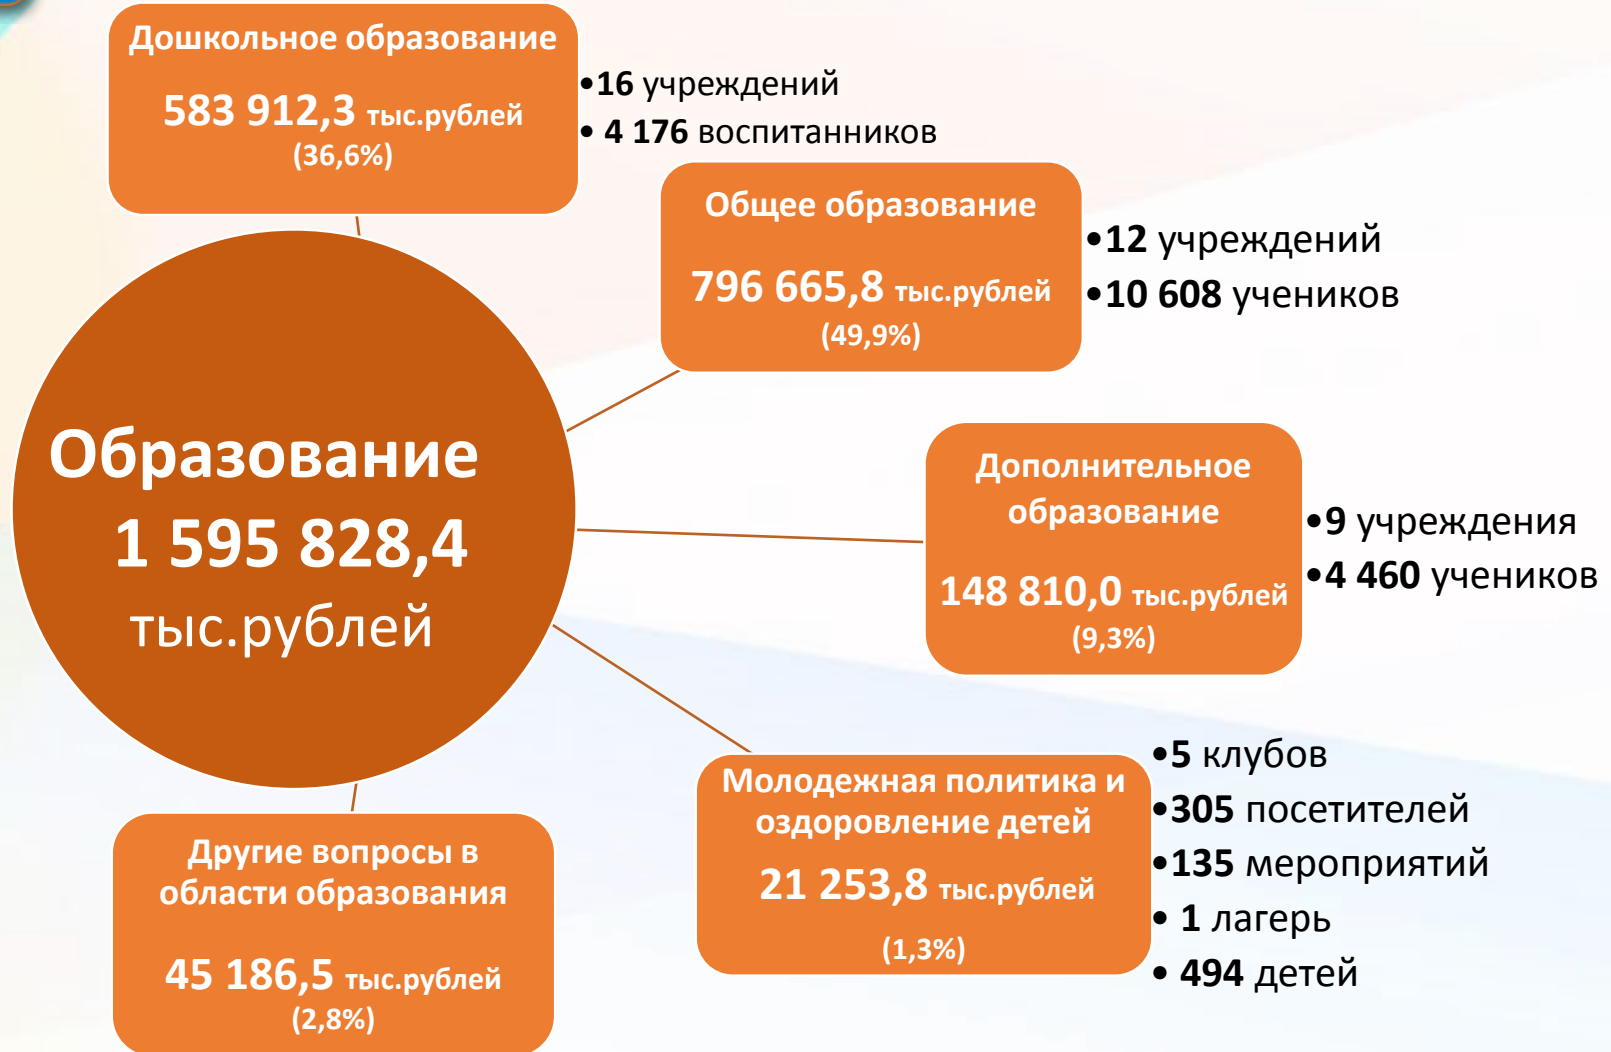 Дошкольное образование
583 912,3 тыс.рублей
(36,6%)
•16 учреждений
• 4 176 воспитанников
Общее образование
796 665,8 тыс.рублей
(49,9%)
•12 учреждений
•10 608 учеников
Образование
1 595 828,4
тыс.рублей
Дополнительное
образование
148 810,0 тыс.рублей
(9,3%)
•9 учреждения
•4 460 учеников
Молодежная политика и
оздоровление детей
21 253,8 тыс.рублей
(1,3%)
•5 клубов
•305 посетителей
•135 мероприятий
• 1 лагерь
• 494 детей
Другие вопросы в
области образования
45 186,5 тыс.рублей
(2,8%)